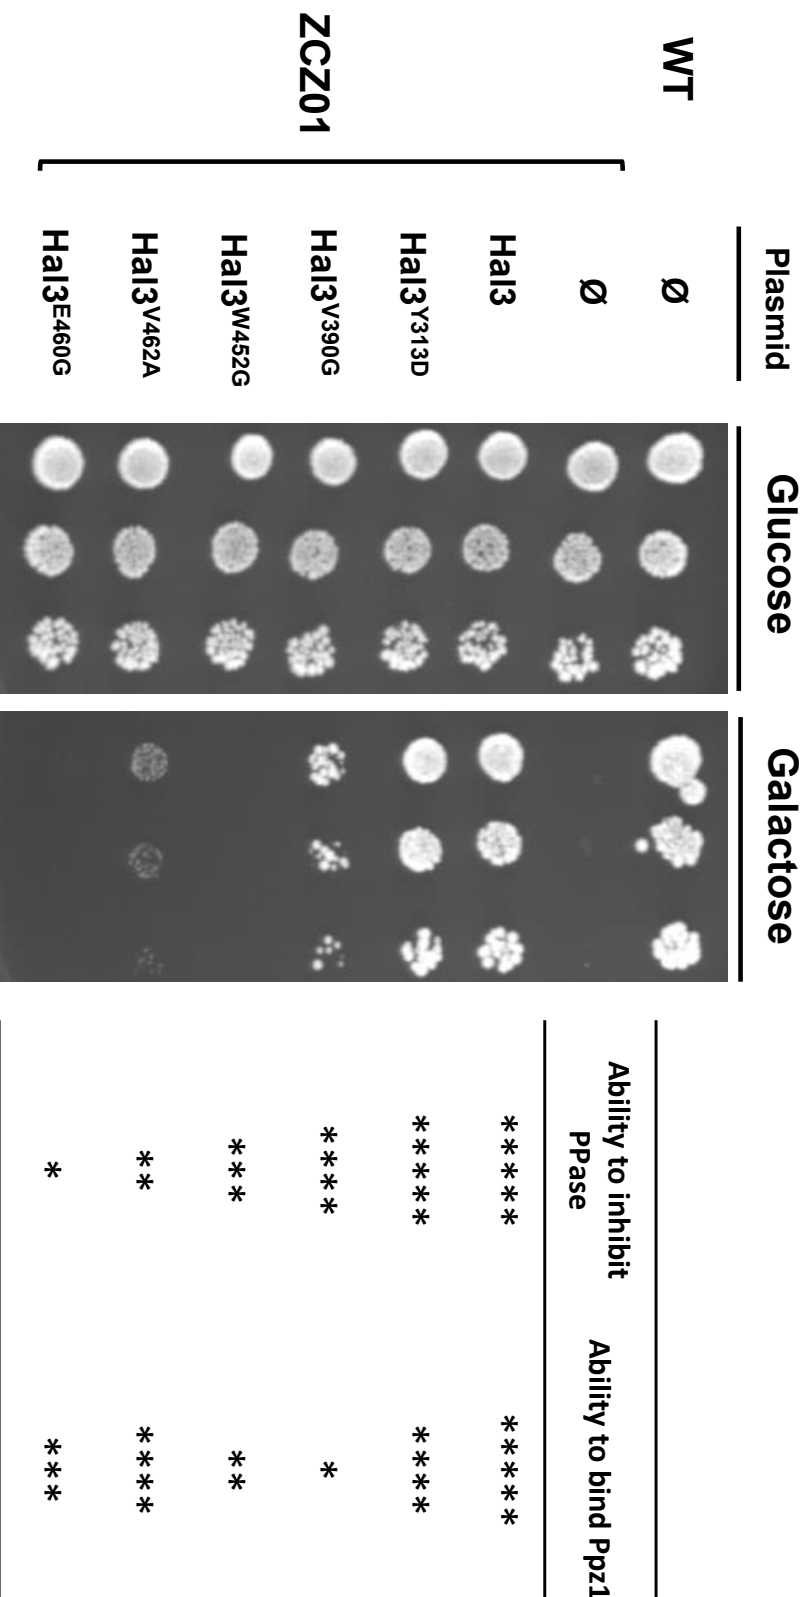 Plasmid
Glucose
Galactose
Ability to inhibit
PPase
Ability to bind Ppz1
WT
Ø
ZCZ01
Ø
Hal3
*****
*****
Hal3Y313D
*****
****
Hal3V390G
****
*
Hal3W452G
***
**
Hal3V462A
**
****
Hal3E460G
*
***